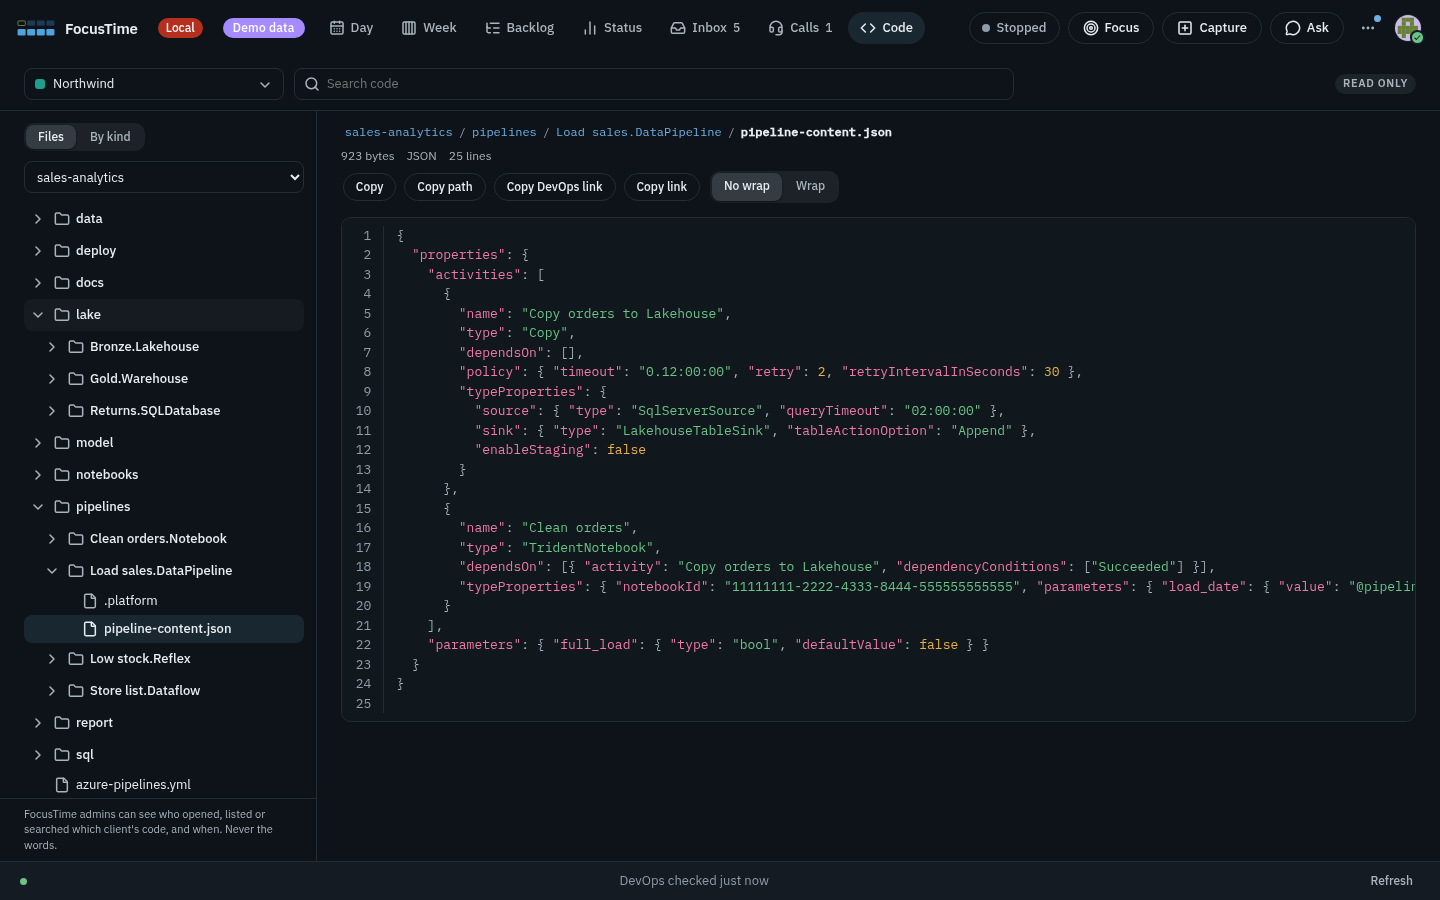 FocusTime
Local
Demo data
Day
Week
Backlog
Status
Inbox 5
Calls 1
Code
Stopped
Focus
Capture
Ask
Northwind
Search code
READ ONLY
Files
By kind
sales-analytics
data
deploy
docs
lake
Bronze.Lakehouse
Gold.Warehouse
Returns.SQLDatabase
model
notebooks
pipelines
Clean orders.Notebook
Load sales.DataPipeline
.platform
pipeline-content.json
Low stock.Reflex
Store list.Dataflow
report
sql
azure-pipelines.yml
FocusTime admins can see who opened, listed or
searched which client's code, and when. Never the
words.
sales-analytics / pipelines / Load sales.DataPipeline / pipeline-content.json
923 bytes JSON 25 lines
Copy
Copy path
Copy DevOps link
Copy link
No wrap
Wrap
1 {
2 "properties": {
3 "activities": [
4 {
5 "name": "Copy orders to Lakehouse",
6 "type": "Copy",
7 "dependsOn": [],
8 "policy": { "timeout": "0.12:00:00", "retry": 2, "retryIntervalInSeconds": 30 },
9 "typeProperties": {
10 "source": { "type": "SqlServerSource", "queryTimeout": "02:00:00" },
11 "sink": { "type": "LakehouseTableSink", "tableActionOption": "Append" },
12 "enableStaging": false
13 }
14 },
15 {
16 "name": "Clean orders",
17 "type": "TridentNotebook",
18 "dependsOn": [{ "activity": "Copy orders to Lakehouse", "dependencyConditions": ["Succeeded"] }],
19 "typeProperties": { "notebookId": "11111111-2222-4333-8444-555555555555", "parameters": { "load_date": { "value": "@pipelin
20 }
21 ],
22 "parameters": { "full_load": { "type": "bool", "defaultValue": false } }
23 }
24 }
25
DevOps checked just now
Refresh